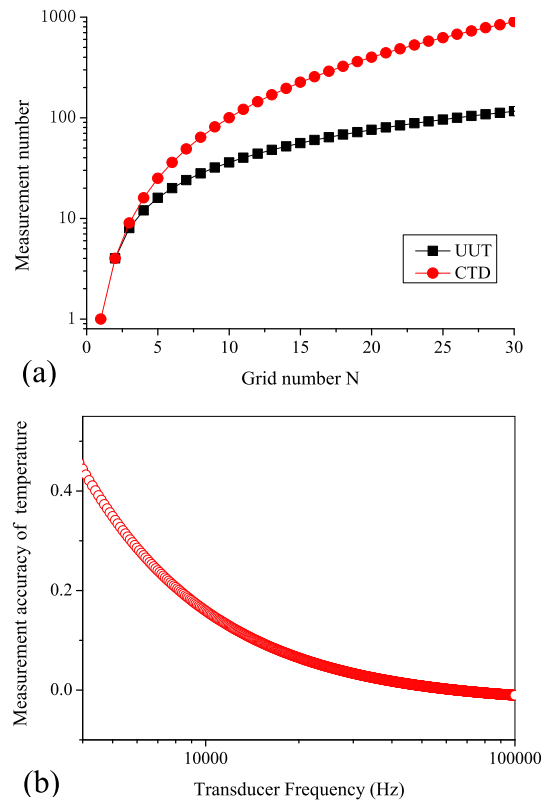 1000
100
10
1
Measurement number
UUT
CTD
0 5 10 15 20 25 30
Grid number N
(a)
0.4
0.2
0.0
Measurement accuracy of temperature
10000 100000
Transducer Frequency (Hz)
(b)